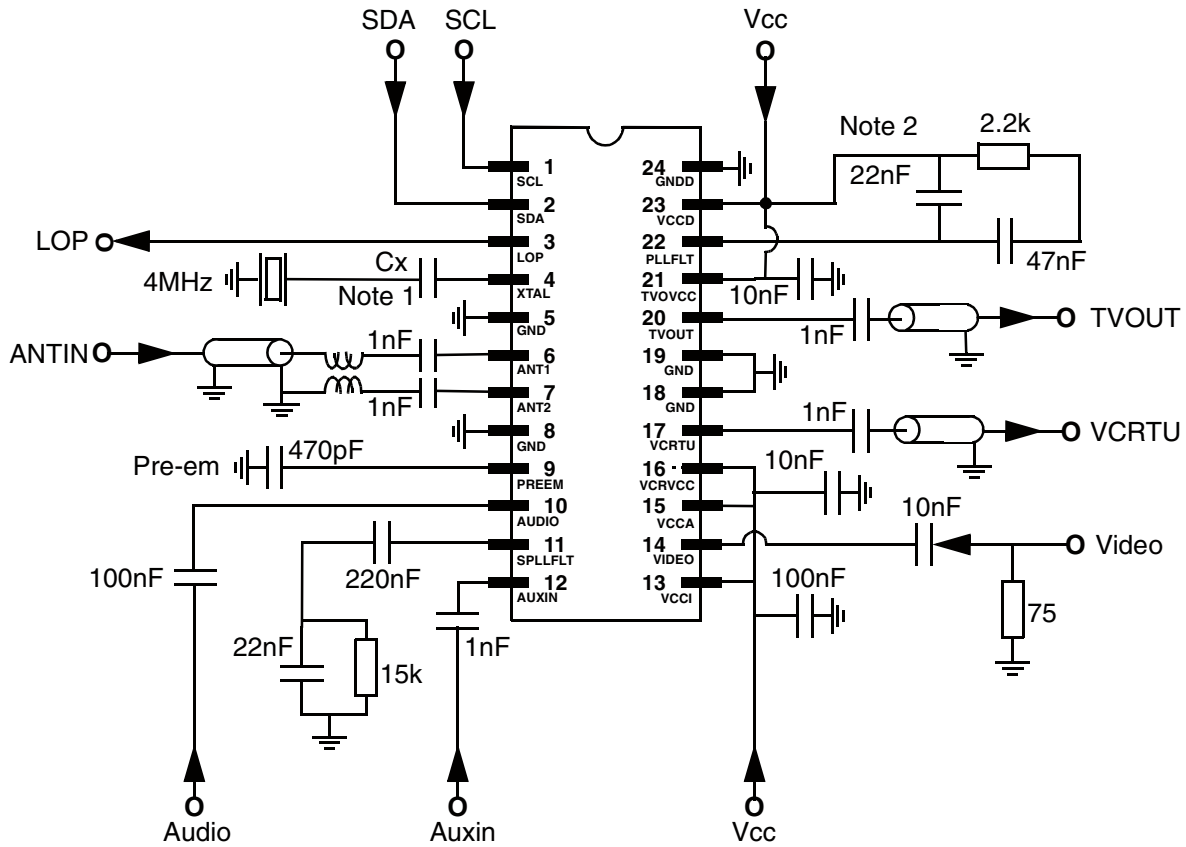 SDA SCL Vcc
Note 2 2.2k
1 24
SCL GNDD
22nF
2 23
SDA VCCD
LOP 3 22
LOP PLLFLT
47nF
4MHz Cx 4 21 10nF
Note 1 XTAL TVOVCC
5 20 1nF TVOUT
GND TVOUT
ANTIN 1nF 6 19
ANT1 GND
1nF 7 18
ANT2 GND
8 17 1nF VCRTU
GND VCRTU
Pre-em 470pF 9 16 10nF
PREEM VCRVCC
10 15 10nF
AUDIO VCCA
11 14 Video
SPLLFLT VIDEO
100nF 220nF 12 13 100nF
AUXIN VCCI
75
22nF 15k 1nF
Audio Auxin Vcc